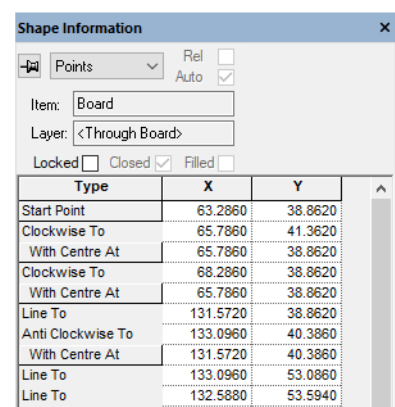 Shape Information ×
Points Rel
Auto
Item: Board
Layer: <Through Board>
Locked Closed Filled
Type X Y
Start Point 63.2860 38.8620
Clockwise To 65.7860 41.3620
With Centre At 65.7860 38.8620
Clockwise To 68.2860 38.8620
With Centre At 65.7860 38.8620
Line To 131.5720 38.8620
Anti Clockwise To 133.0960 40.3860
With Centre At 131.5720 40.3860
Line To 133.0960 53.0860
Line To 132.5880 53.5940